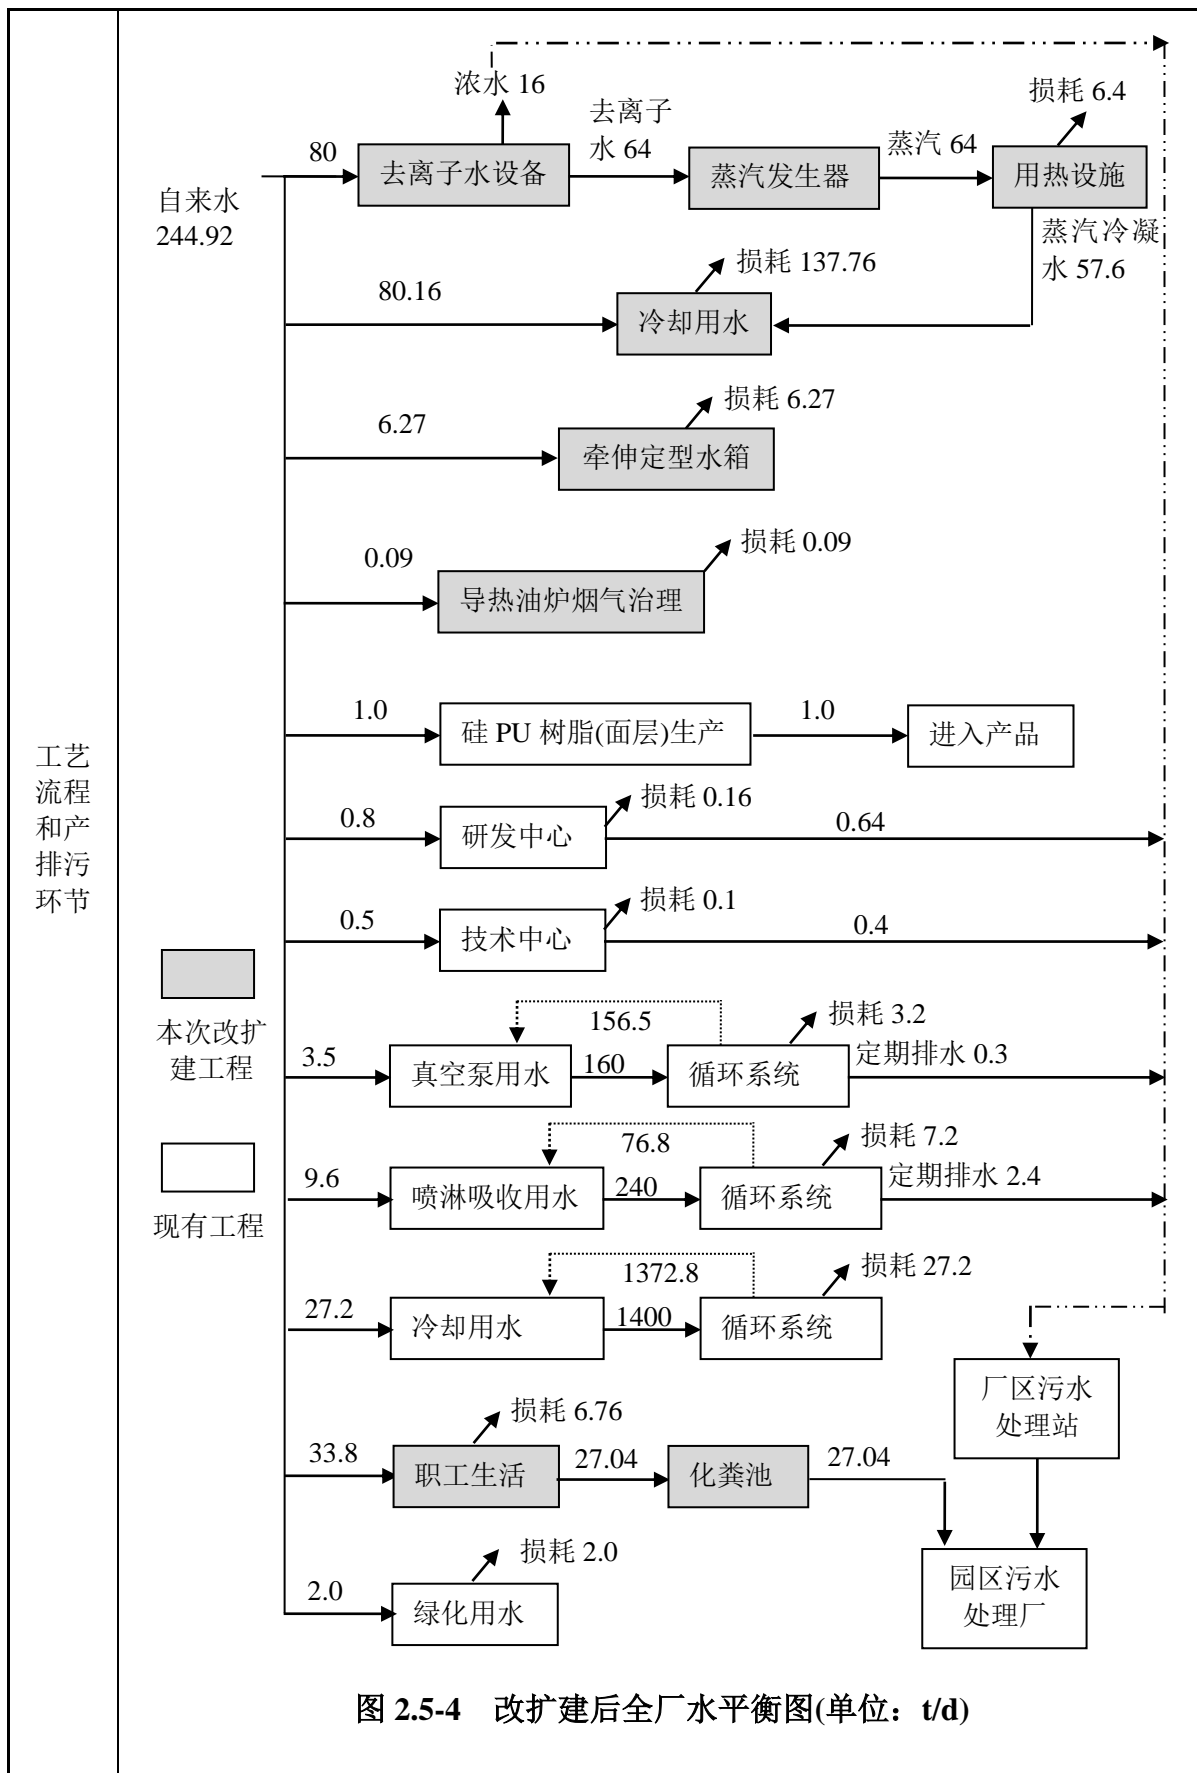 浓水 16
去离子
水 64
损耗 6.4
80
去离子水设备
蒸汽发生器
蒸汽 64
用热设施
自来水
244.92
蒸汽冷凝
水 57.6
损耗 137.76
80.16
冷却用水
损耗 6.27
6.27
牵伸定型水箱
损耗 0.09
0.09
导热油炉烟气治理
1.0
硅 PU 树脂(面层)生产
1.0
进入产品
工艺
流程
和产
排污
环节
损耗 0.16
0.8
研发中心
0.64
损耗 0.1
0.5
技术中心
0.4
本次改扩
建工程
156.5
损耗 3.2
3.5
真空泵用水
160
循环系统
定期排水 0.3
76.8
损耗 7.2
9.6
喷淋吸收用水
240
循环系统
定期排水 2.4
现有工程
1372.8
损耗 27.2
27.2
冷却用水
1400
循环系统
厂区污水
处理站
损耗 6.76
33.8
职工生活
27.04
化粪池
27.04
损耗 2.0
2.0
绿化用水
园区污水
处理厂
图 2.5-4 改扩建后全厂水平衡图(单位：t/d)